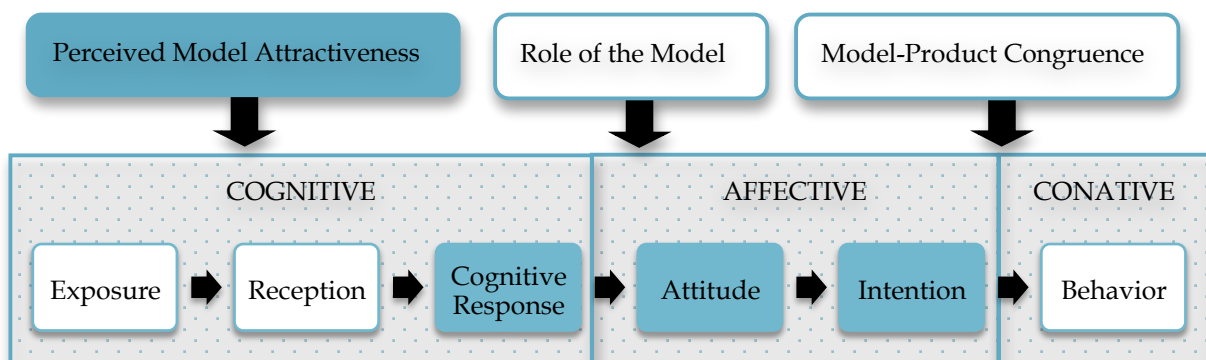 Perceived Model Attractiveness
Role of the Model
Model-Product Congruence
COGNITIVE
AFFECTIVE
CONATIVE
Exposure
Reception
Cognitive
Response
Attitude
Intention
Behavior